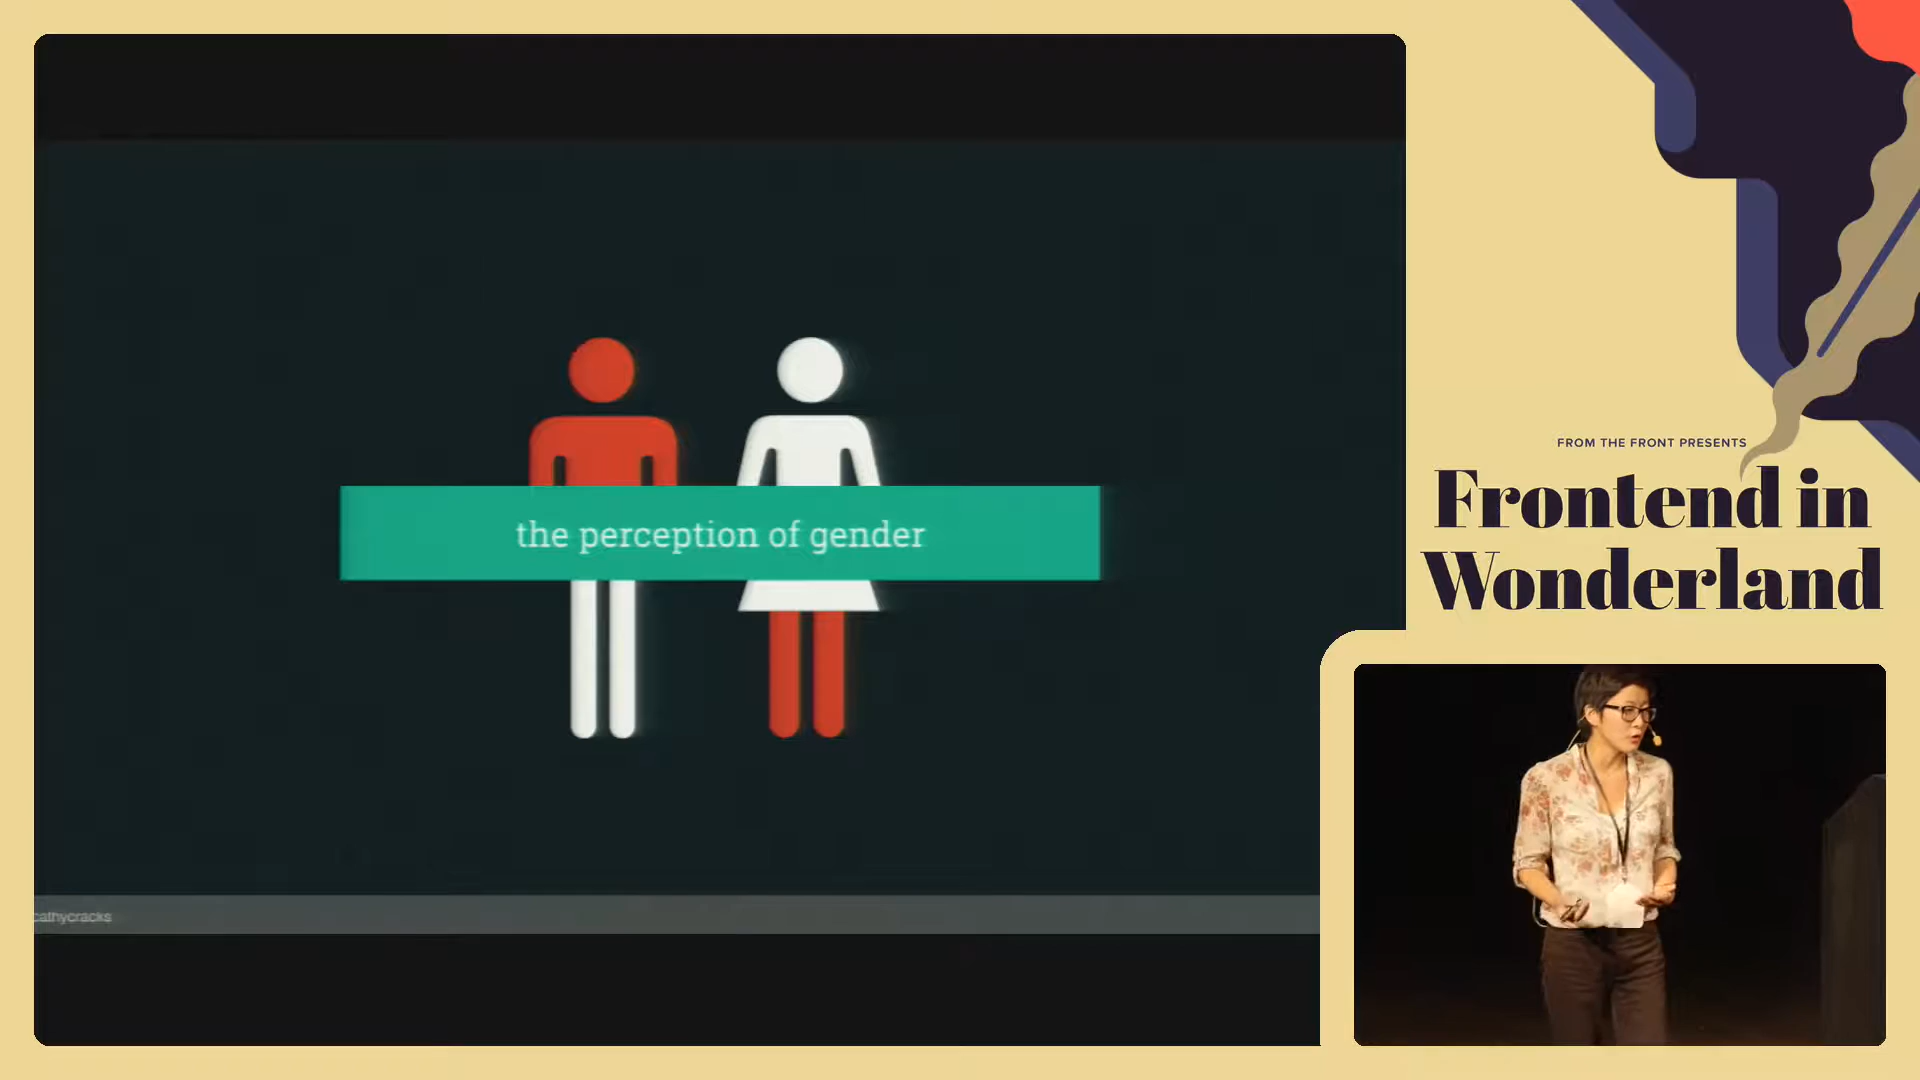 the perception of gender
cathycracks
FROM THE FRONT PRESENTS
Frontend in
Wonderland